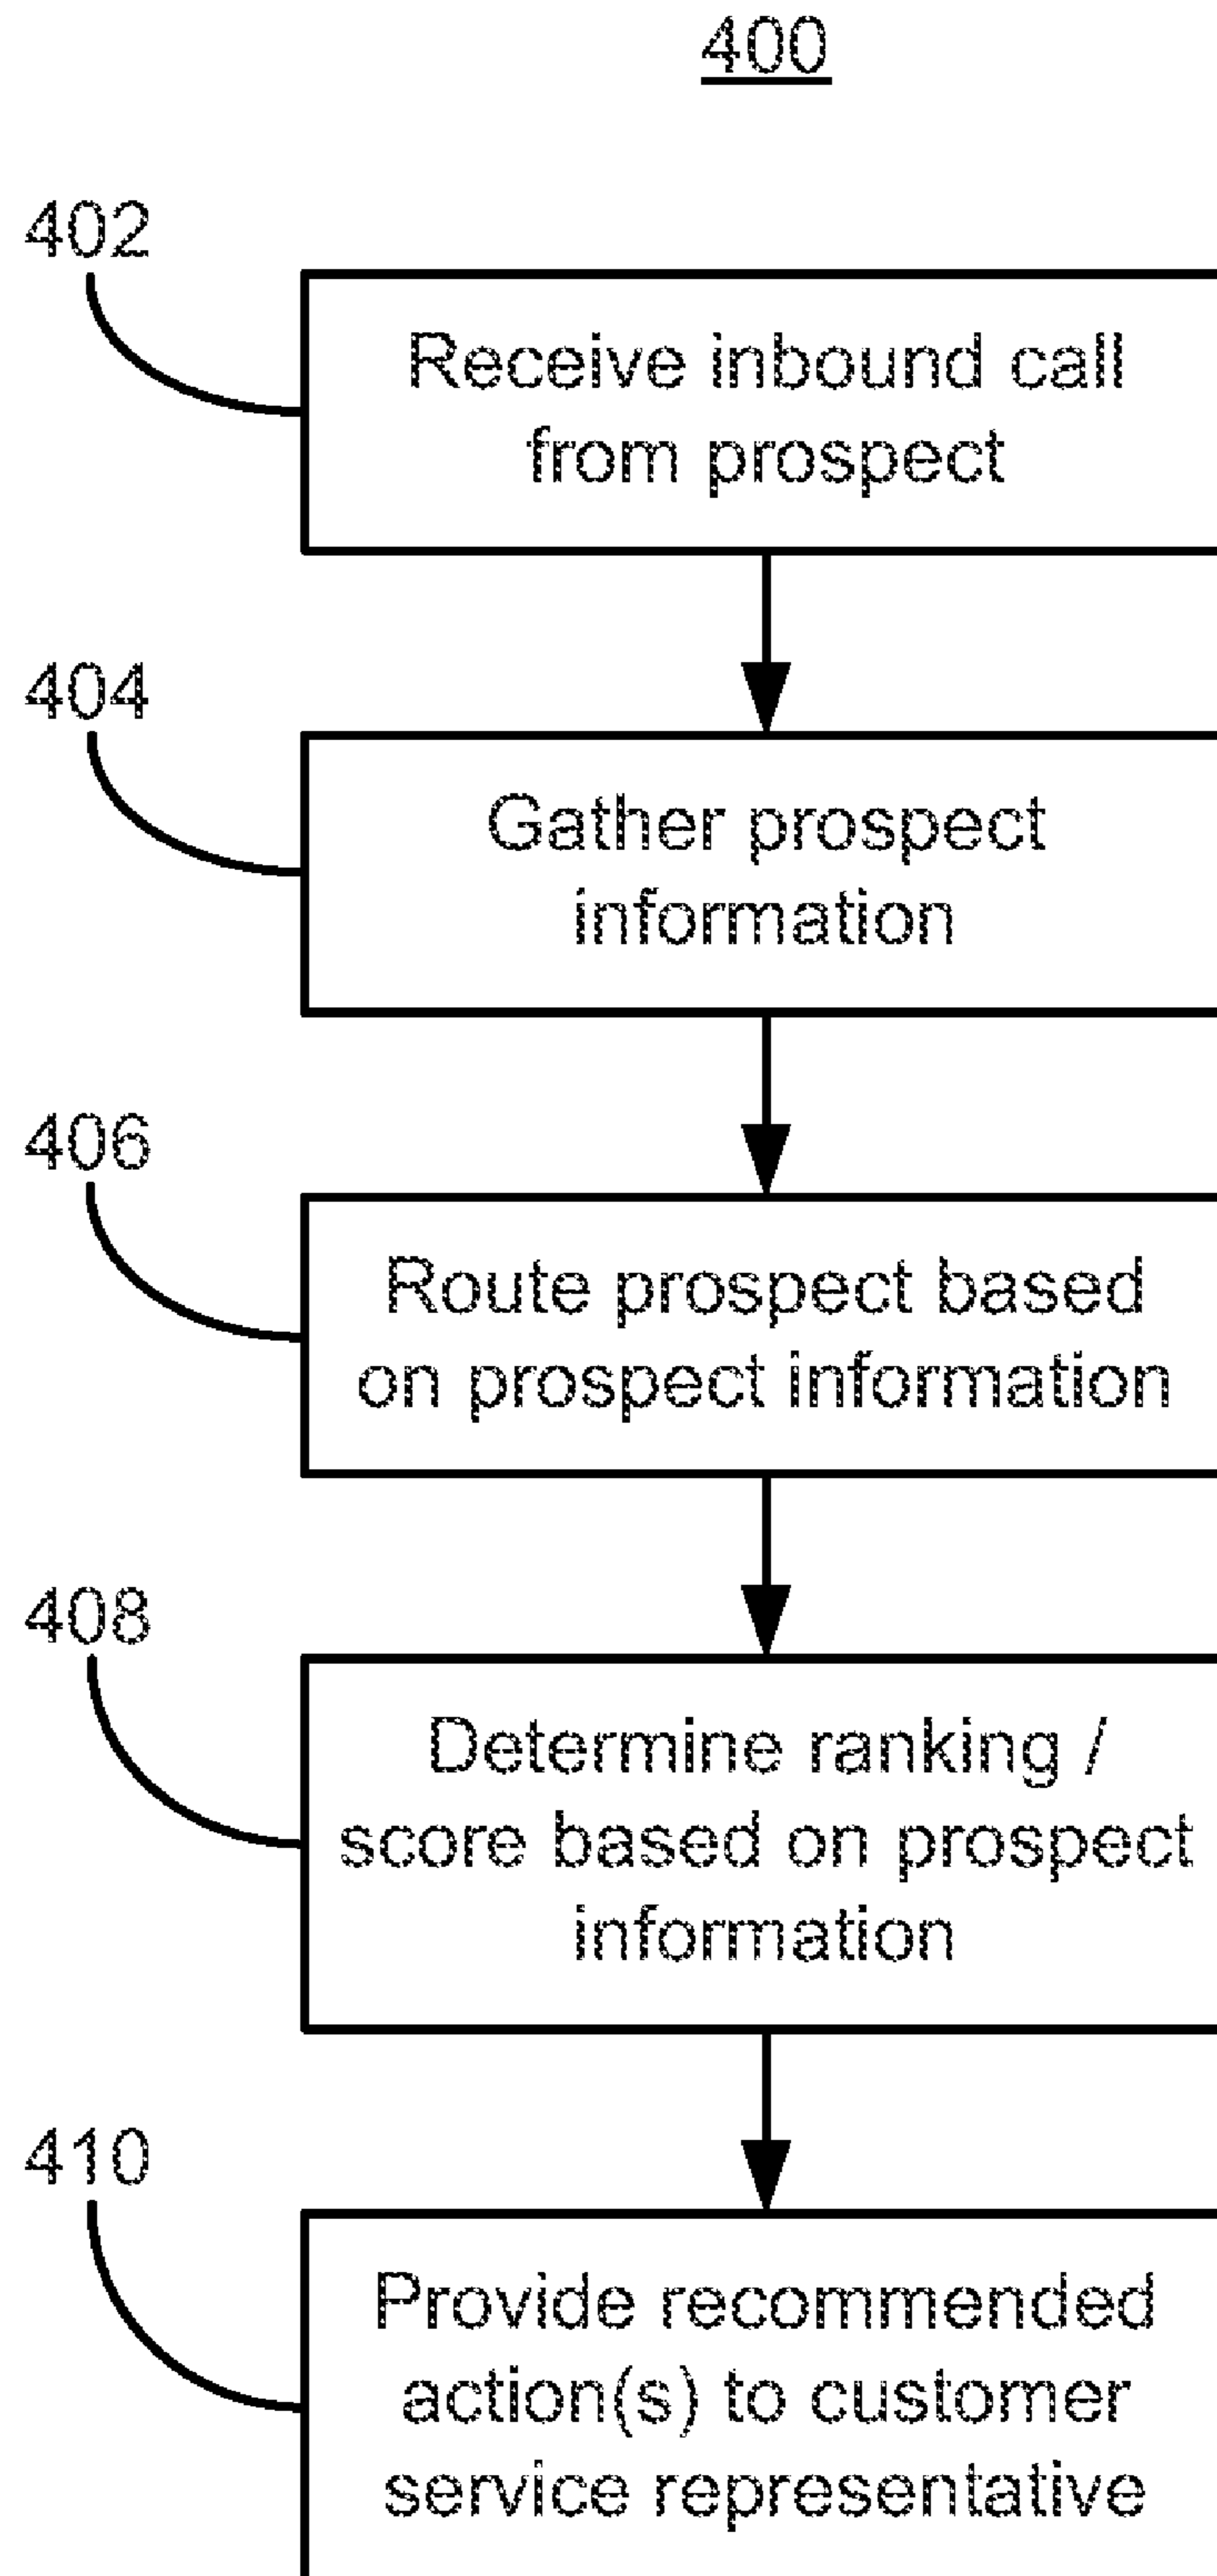 400
402
Receive inbound call
from prospect
404
Gather prospect
information
406
Route prospect based
on prospect information
408
Determine ranking /
score based on prospect
information
410
Provide recommended
action(s) to customer
service representative